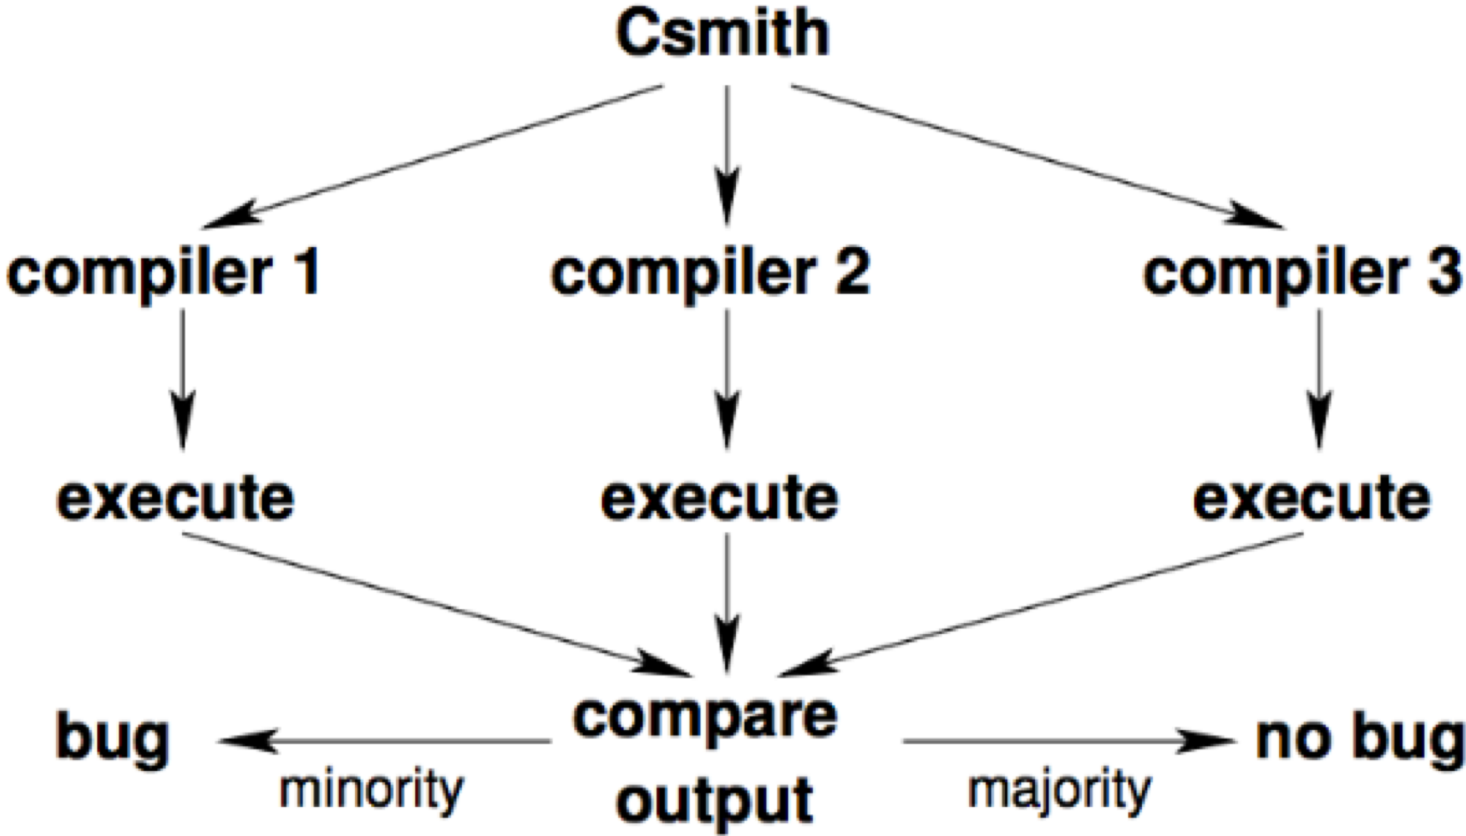 Csmith
compiler 1
compiler 2
compiler 3
execute
execute
execute
bug
minority
compare
output
majority
no bug